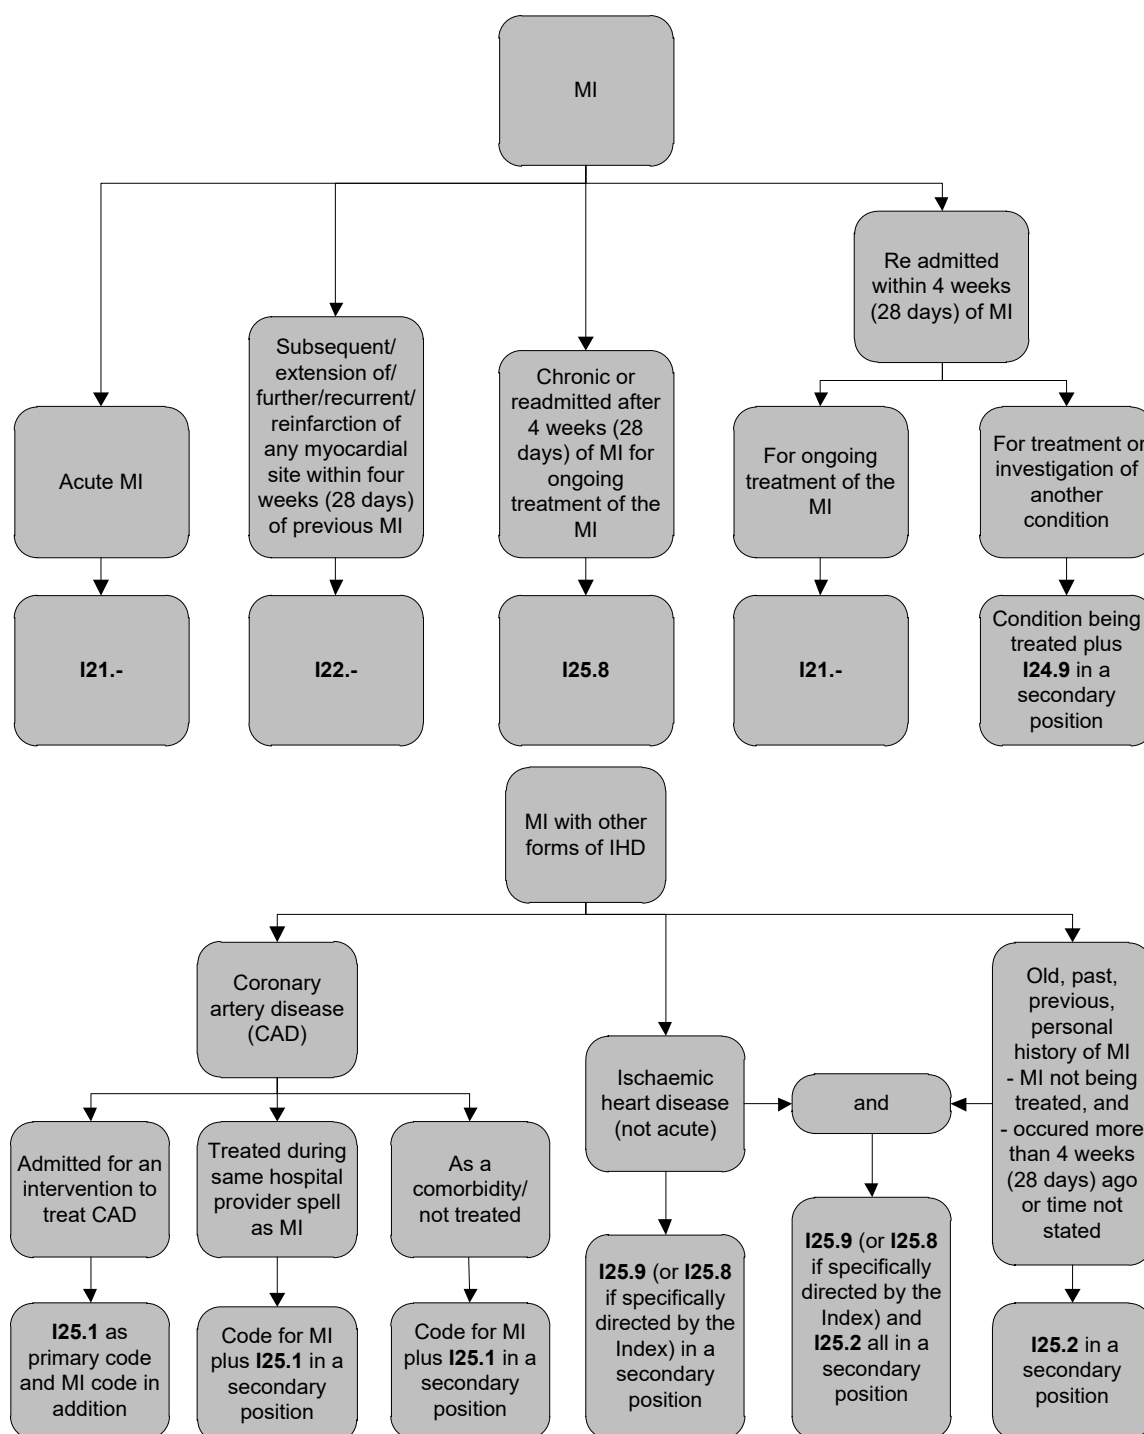 MI
Re admitted
within 4 weeks
(28 days) of MI
Subsequent/
extension of/
further/recurrent/
reinfarction of
any myocardial
site within four
weeks (28 days)
of previous MI
Chronic or
readmitted after
4 weeks (28
days) of MI for
ongoing
treatment of the
MI
Acute MI
For ongoing
treatment of the
MI
For treatment or
investigation of
another
condition
I21.-
I22.-
I25.8
I21.-
Condition being
treated plus
I24.9 in a
secondary
position
MI with other
forms of IHD
Coronary
artery disease
(CAD)
Old, past,
previous,
personal
history of MI
- MI not being
treated, and
- occured more
than 4 weeks
(28 days) ago
or time not
stated
Ischaemic
heart disease
(not acute)
and
Admitted for an
intervention to
treat CAD
Treated during
same hospital
provider spell
as MI
As a
comorbidity/
not treated
I25.1 as
primary code
and MI code in
addition
Code for MI
plus I25.1 in a
secondary
position
Code for MI
plus I25.1 in a
secondary
position
I25.9 (or I25.8
if specifically
directed by the
Index) in a
secondary
position
I25.9 (or I25.8
if specifically
directed by the
Index) and
I25.2 all in a
secondary
position
I25.2 in a
secondary
position